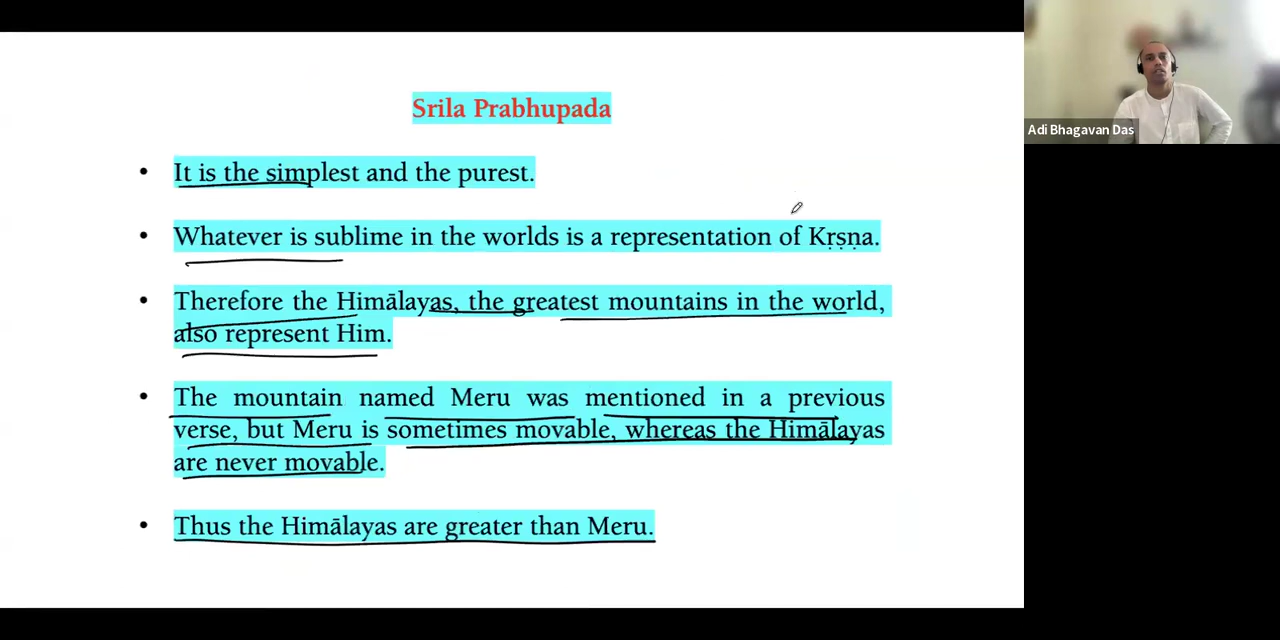 Srila Prabhupada
• It is the simplest and the purest.
• Whatever is sublime in the worlds is a representation of Kṛṣṇa.
• Therefore the Himālayas, the greatest mountains in the world,
also represent Him.
• The mountain named Meru was mentioned in a previous
verse, but Meru is sometimes movable, whereas the Himālayas
are never movable.
• Thus the Himālayas are greater than Meru.
Adi Bhagavan Das